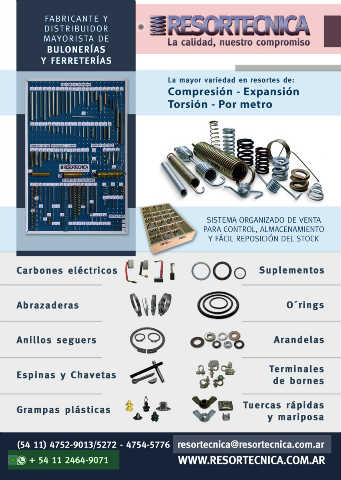 FABRICANTE Y
DISTRIBUIDOR
MAYORISTA DE
BULONERÍAS
Y FERRETERÍAS
RESORTECNICA
La calidad, nuestro compromiso
La mayor variedad en resortes de:
Compresión - Expansión
Torsión - Por metro
RESORTECNICA
SISTEMA ORGANIZADO DE VENTA
PARA CONTROL, ALMACENAMIENTO
Y FÁCIL REPOSICIÓN DEL STOCK
Carbones eléctricos
Suplementos
Abrazaderas
O´rings
Anillos seguers
Arandelas
Espinas y Chavetas
Terminales
de bornes
Grampas plásticas
Tuercas rápidas
y mariposa
(54 11) 4752-9013/5272 - 4754-5776
resortecnica@resortecnica.com.ar
+ 54 11 2464-9071
WWW.RESORTECNICA.COM.AR